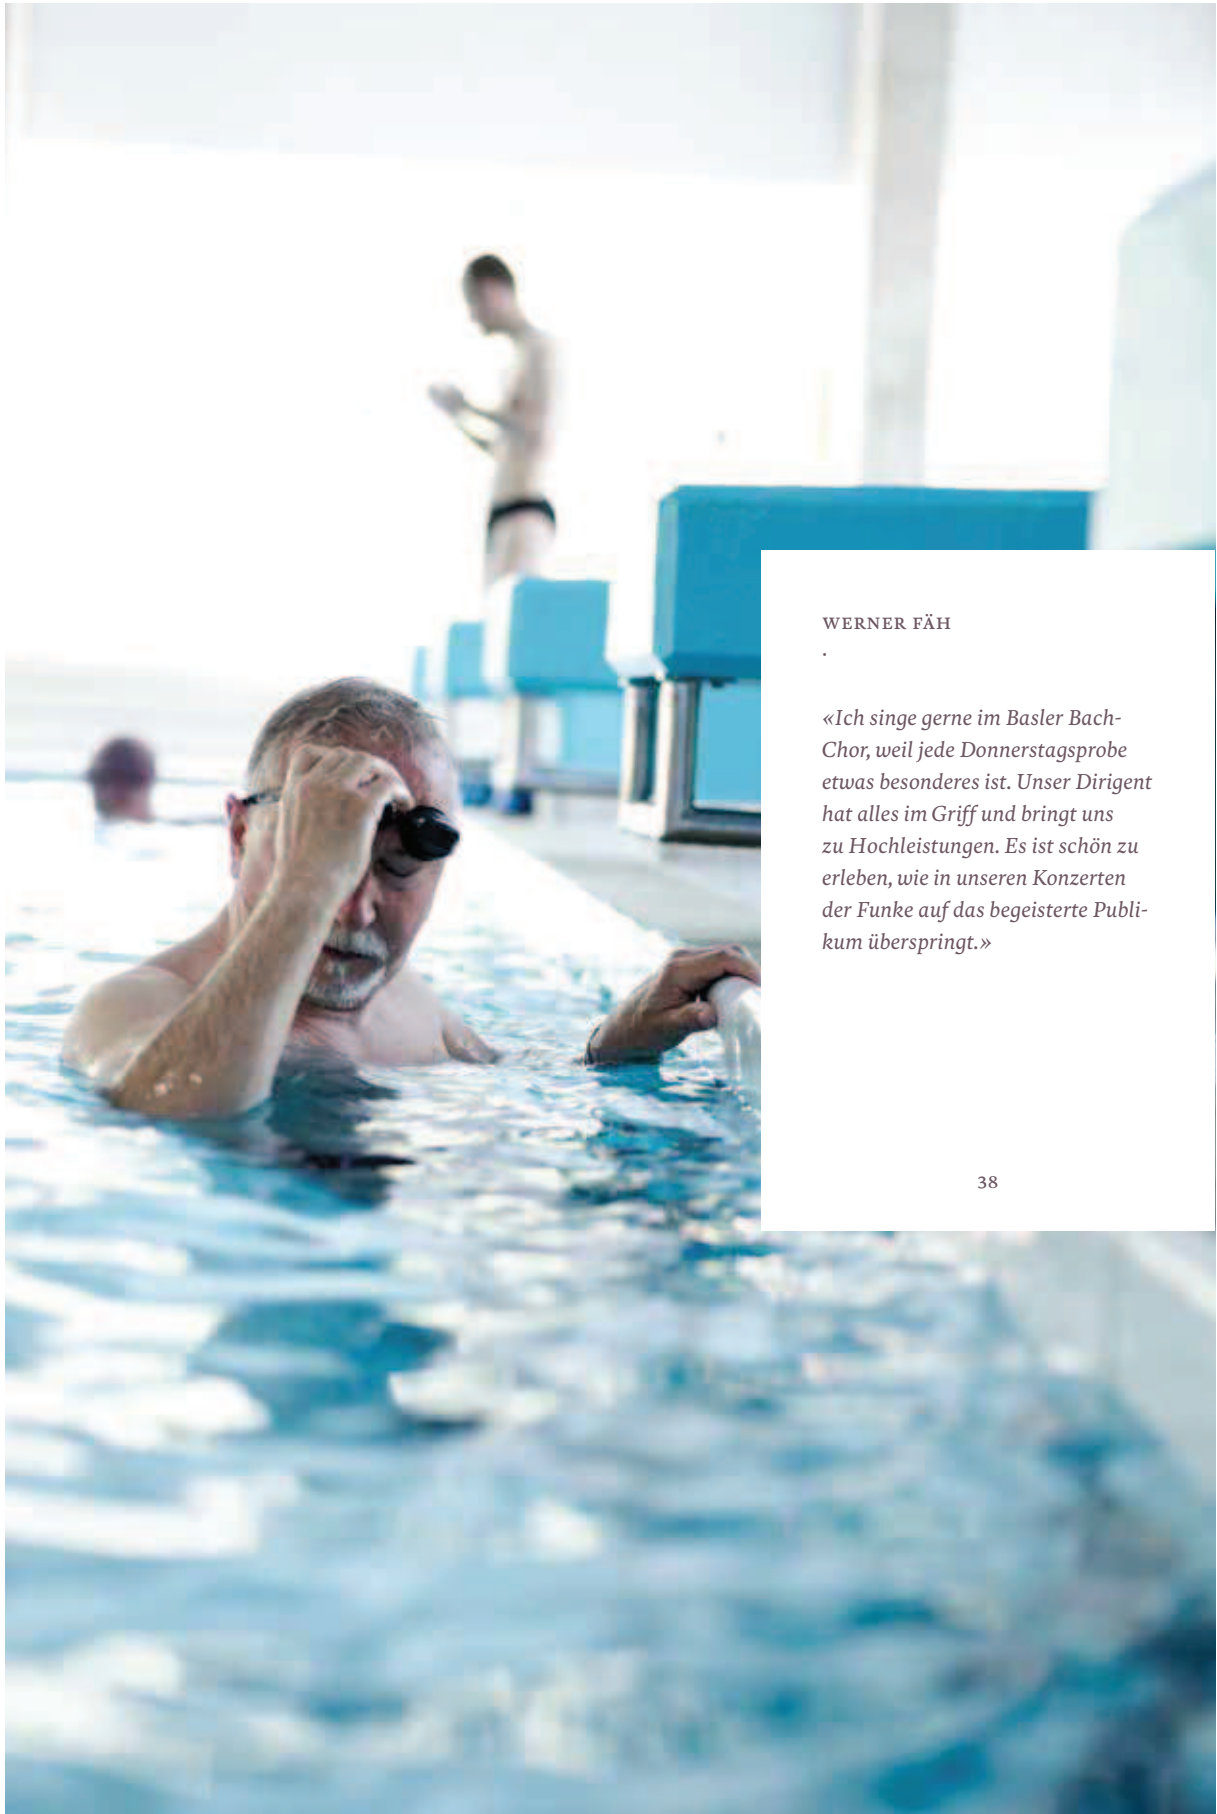 WERNER FÄH
.
«Ich singe gerne im Basler Bach-
Chor, weil jede Donnerstagsprobe
etwas besonderes ist. Unser Dirigent
hat alles im Griff und bringt uns
zu Hochleistungen. Es ist schön zu
erleben, wie in unseren Konzerten
der Funke auf das begeisterte Publi-
kum überspringt.»
38